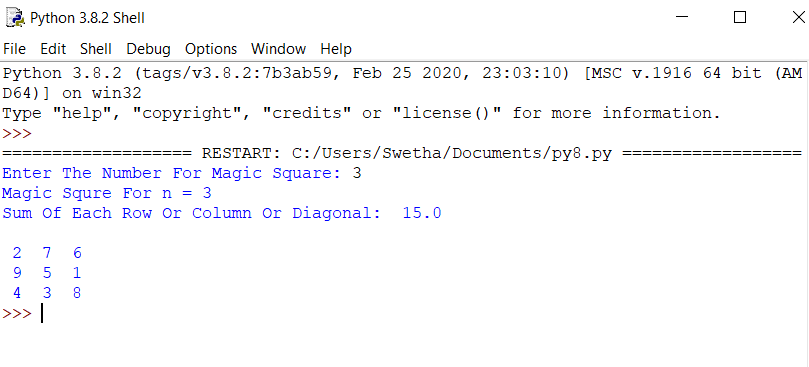 Python 3.8.2 Shell
File Edit Shell Debug Options Window Help
Python 3.8.2 (tags/v3.8.2:7b3ab59, Feb 25 2020, 23:03:10) [MSC v.1916 64 bit (AM
D64)] on win32
Type "help", "copyright", "credits" or "license()" for more information.
>>>
=================== RESTART: C:/Users/Swetha/Documents/py8.py ==================
Enter The Number For Magic Square: 3
Magic Squre For n = 3
Sum Of Each Row Or Column Or Diagonal:  15.0
 2  7  6
 9  5  1
 4  3  8
>>>